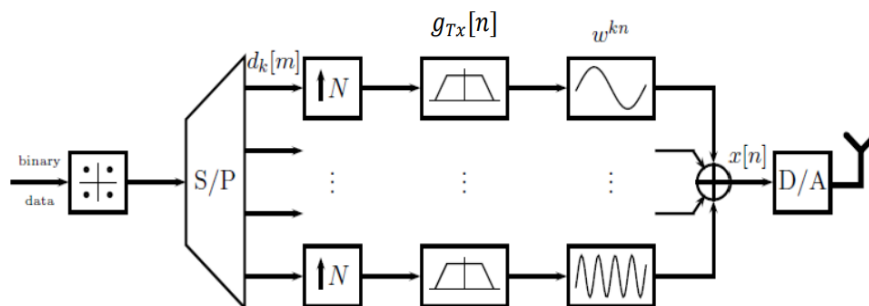 g_{Tx}[n]
w^{kn}
d_k[m]
↑N
binary
data
S/P
x[n]
D/A
↑N